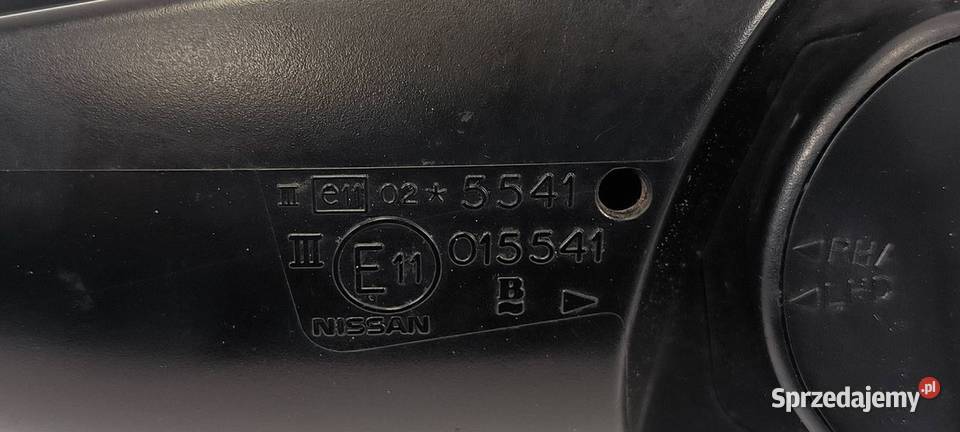 II e11 02* 5541
III E11 015541
B ▷
NISSAN
◁ RH/
◁ LHD
Sprzedajemy.pl